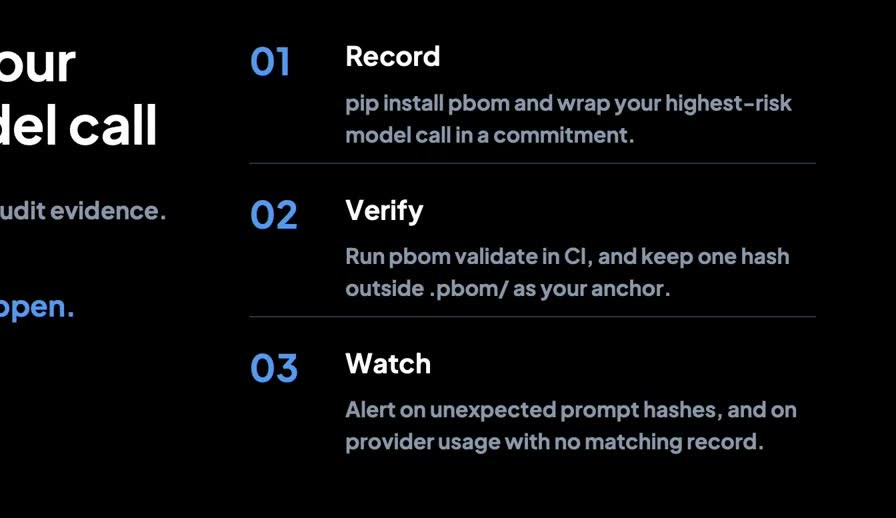 our
del call
udit evidence.
open.
01
Record
pip install pbom and wrap your highest-risk
model call in a commitment.
02
Verify
Run pbom validate in CI, and keep one hash
outside .pbom/ as your anchor.
03
Watch
Alert on unexpected prompt hashes, and on
provider usage with no matching record.